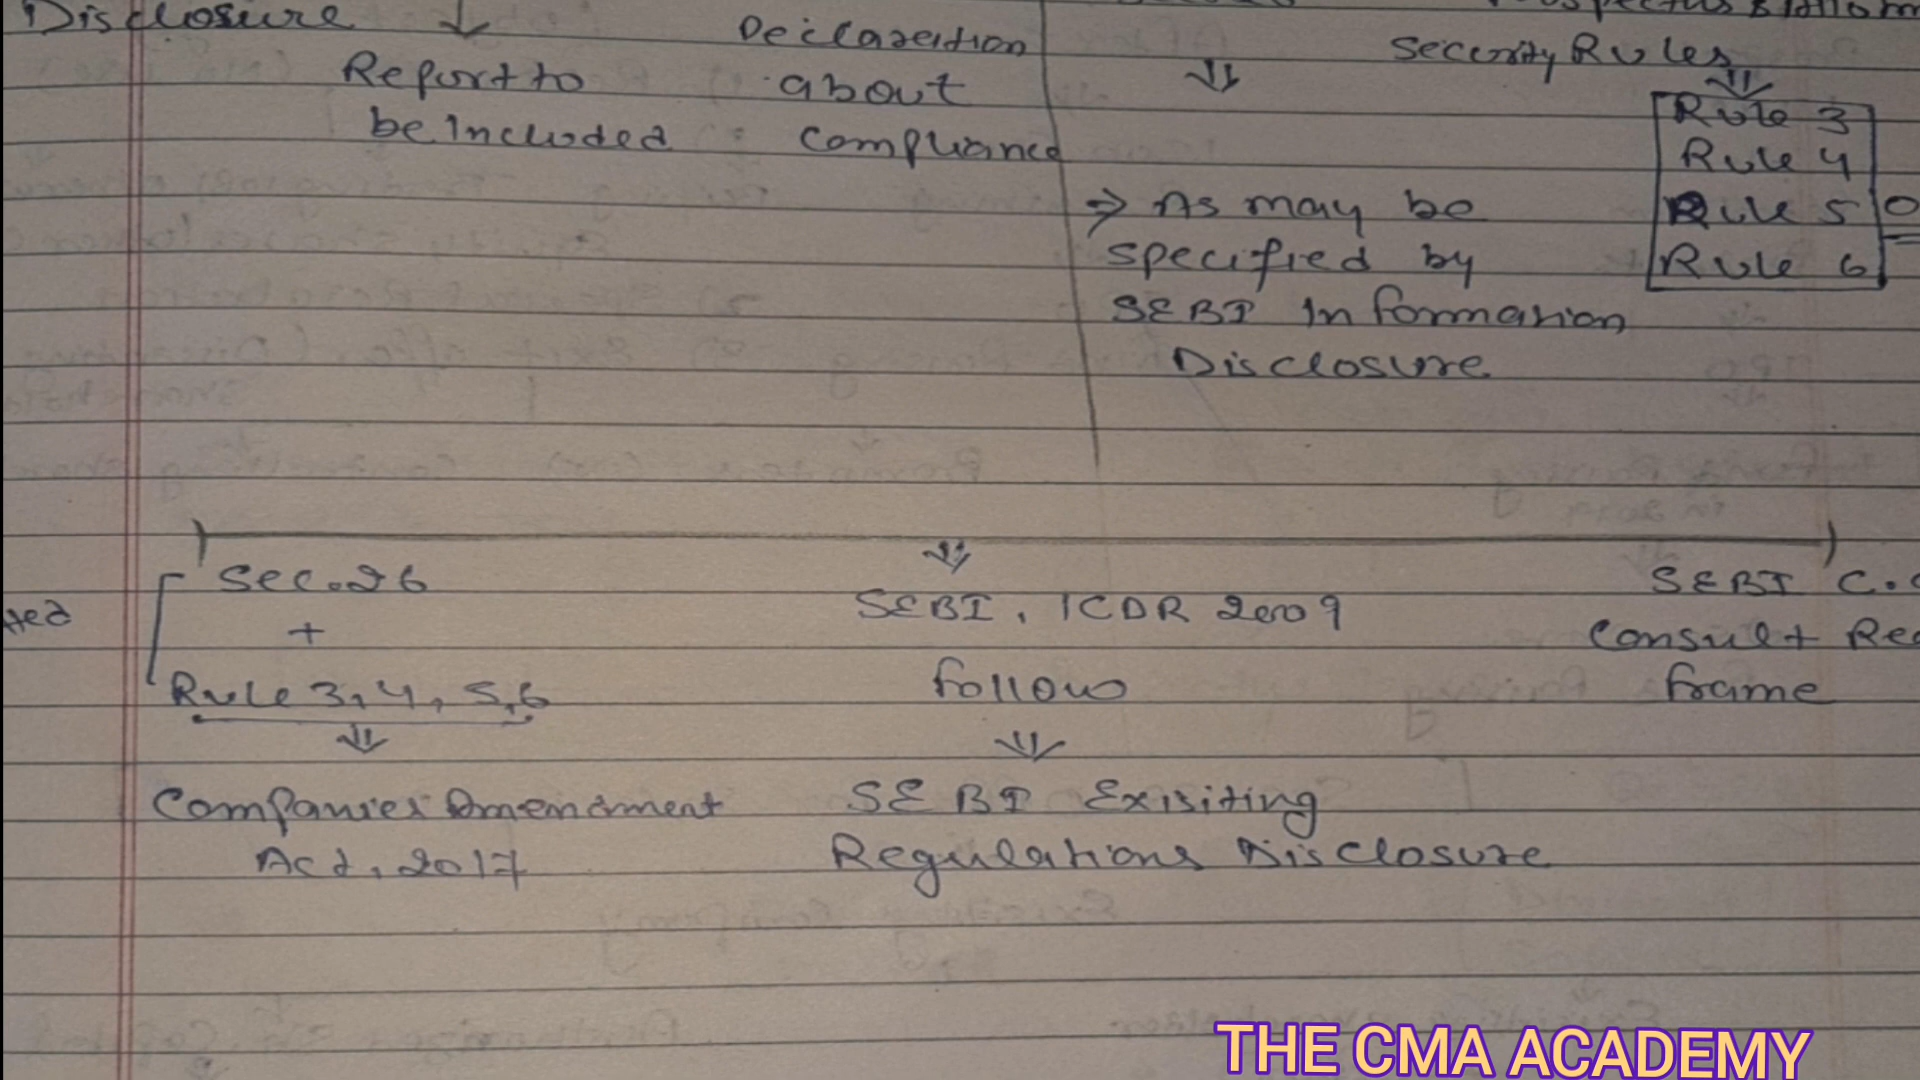 Disclosure
Report to
be Included
Deiclaration
about
compliance
Security Rules
Rule 3
Rule 4
Rule 5
Rule 6
⇒ As may be
specified by
SEBI Information
Disclosure
Sec. 26
+
Rule 3, 4, 5, 6
Companies Amendment
Act, 2017
SEBI, ICDR 2009
follow
SEBI Exisiting
Regulations Disclosure
SEBI
Consult
frame
THE CMA ACADEMY